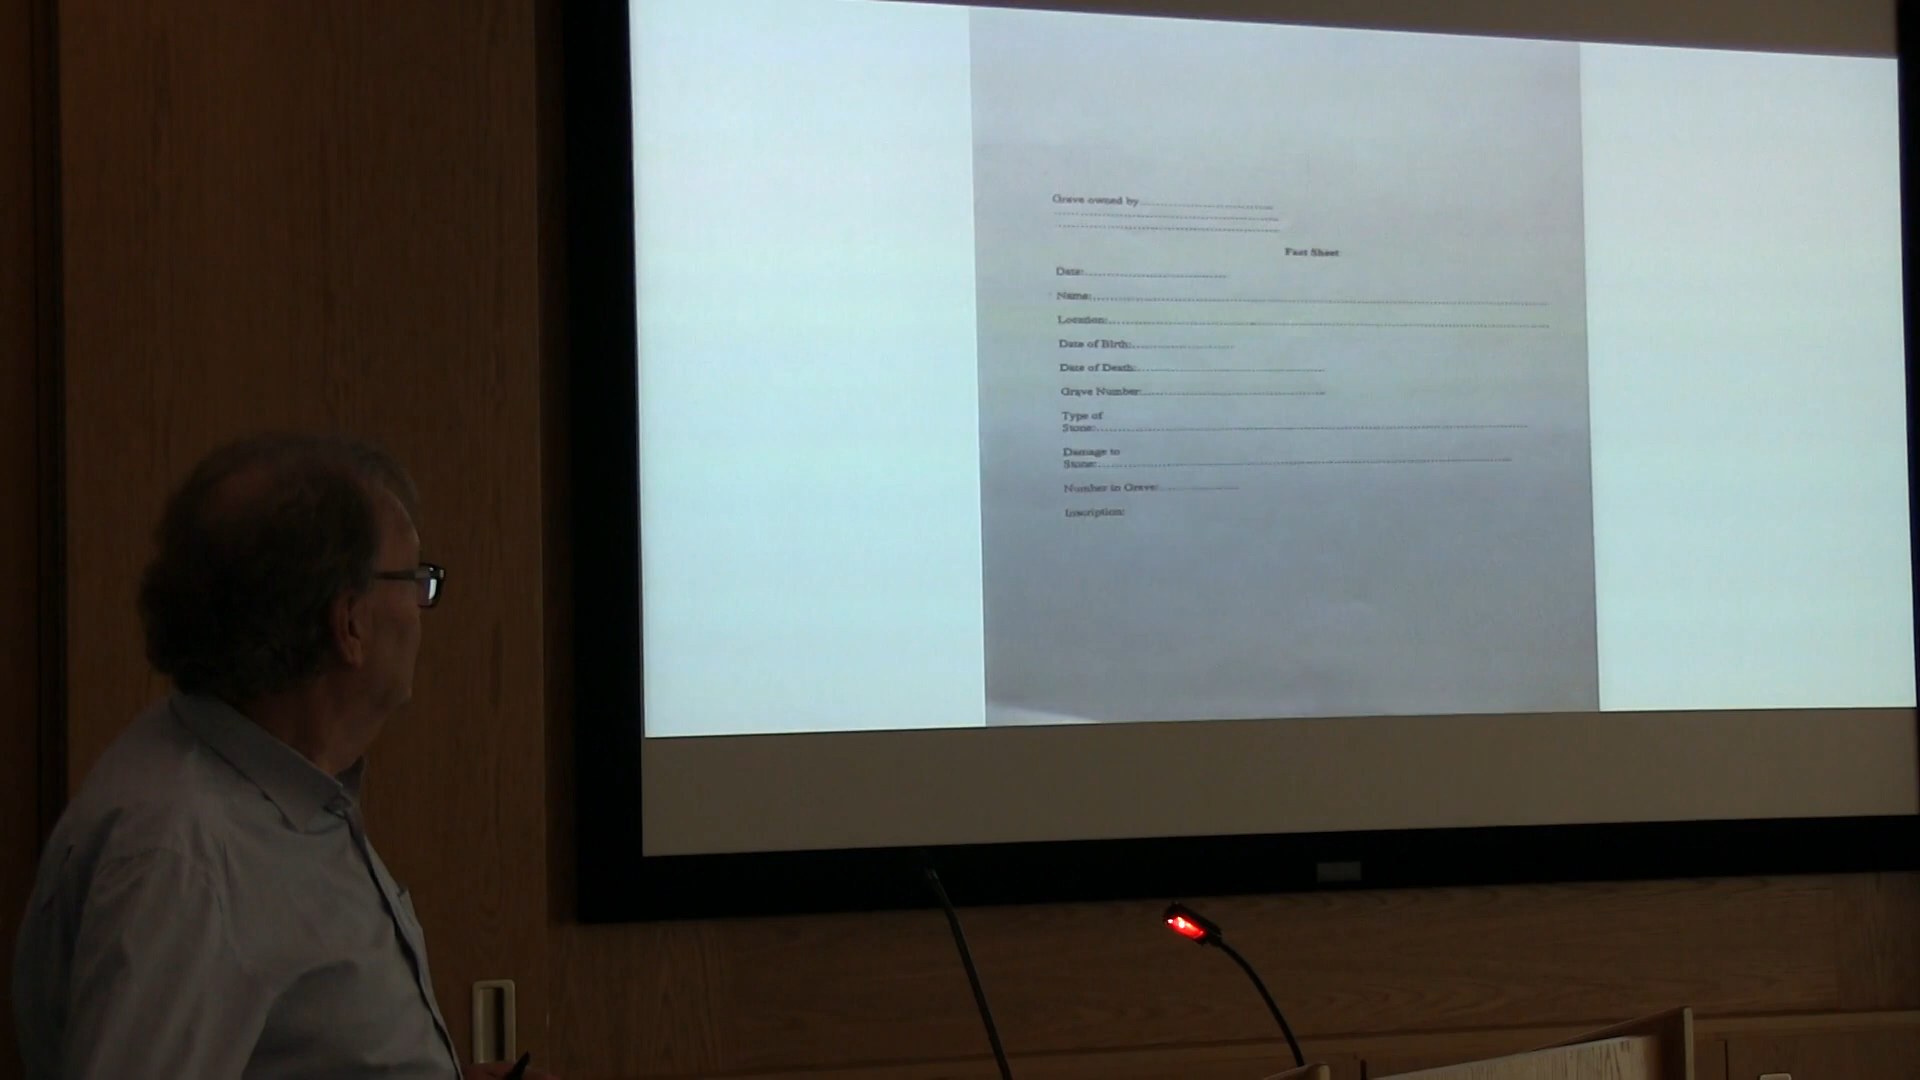 Grave owned by..............................
..............................
..............................
Fact Sheet
Date:..............................
Name:..............................
Location:..............................
Date of Birth:..............................
Date of Death:..............................
Grave Number:..............................
Type of
Stone:..............................
Damage to
Stone:..............................
Number in Grave:..............................
Inscription: